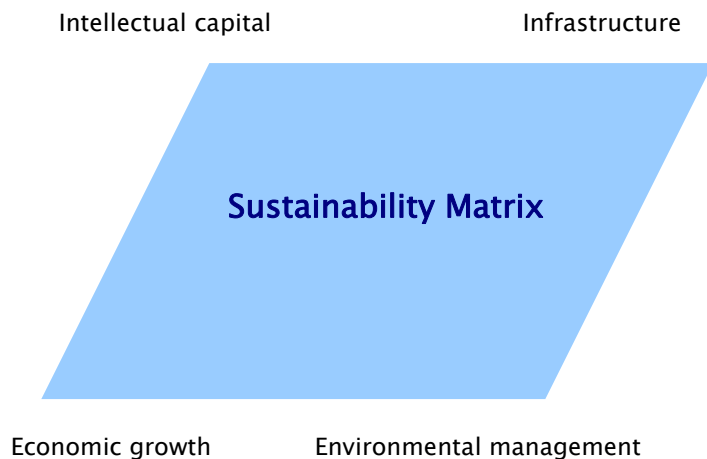 Intellectual capital
Infrastructure
Sustainability Matrix
Economic growth
Environmental management